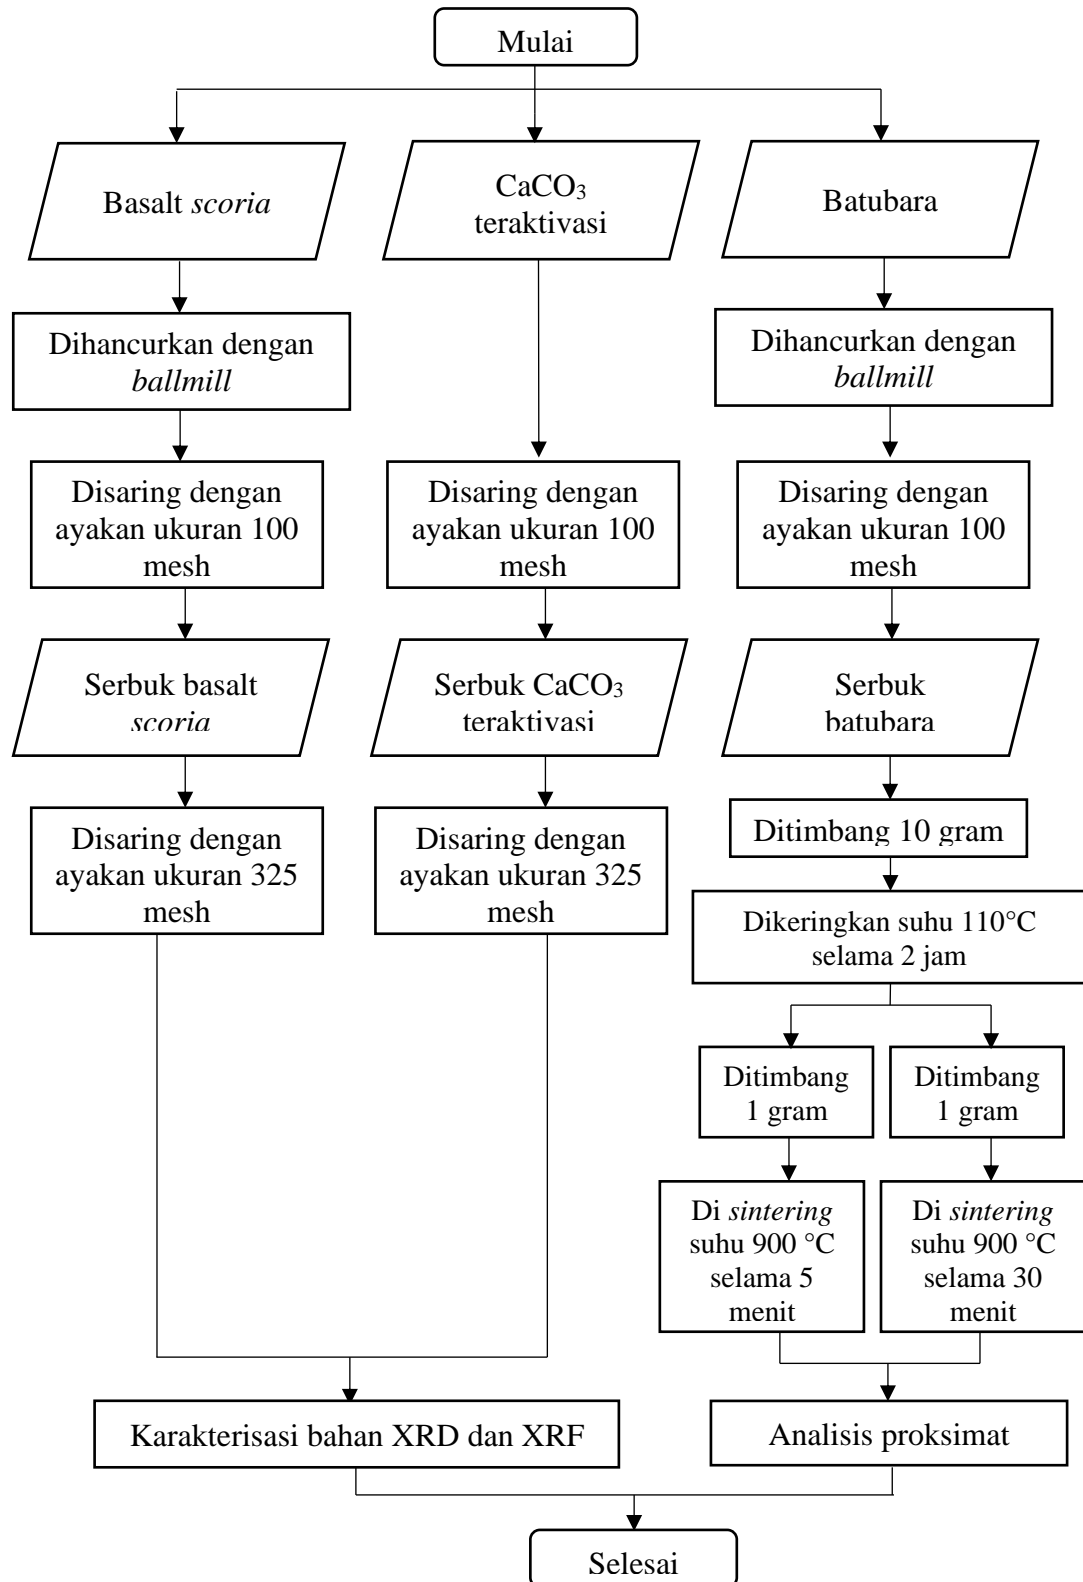 Mulai
Basalt scoria
CaCO₃
teraktivasi
Batubara
Dihancurkan dengan
ballmill
Dihancurkan dengan
ballmill
Disaring dengan
ayakan ukuran 100
mesh
Disaring dengan
ayakan ukuran 100
mesh
Disaring dengan
ayakan ukuran 100
mesh
Serbuk basalt
scoria
Serbuk CaCO₃
teraktivasi
Serbuk
batubara
Disaring dengan
ayakan ukuran 325
mesh
Disaring dengan
ayakan ukuran 325
mesh
Ditimbang 10 gram
Dikeringkan suhu 110°C
selama 2 jam
Ditimbang
1 gram
Ditimbang
1 gram
Di sintering
suhu 900 °C
selama 5
menit
Di sintering
suhu 900 °C
selama 30
menit
Karakterisasi bahan XRD dan XRF
Analisis proksimat
Selesai